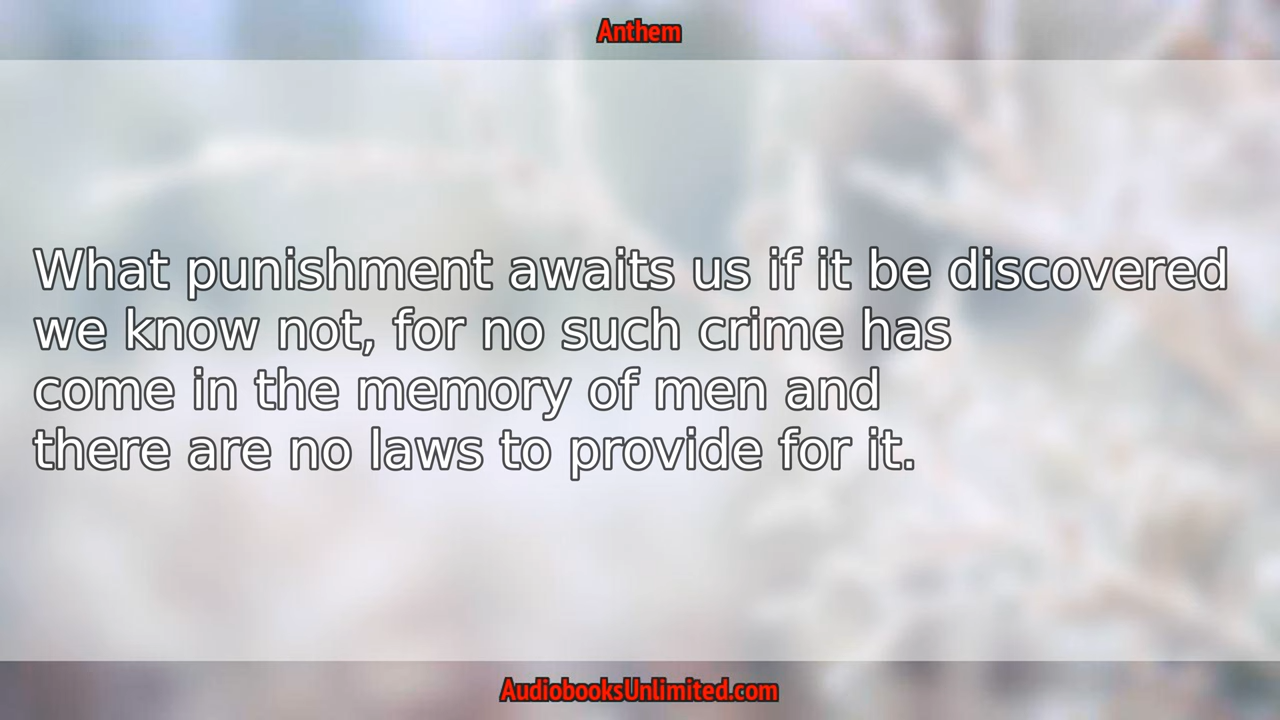 Anthem
What punishment awaits us if it be discovered
we know not, for no such crime has
come in the memory of men and
there are no laws to provide for it.
AudiobooksUnlimited.com